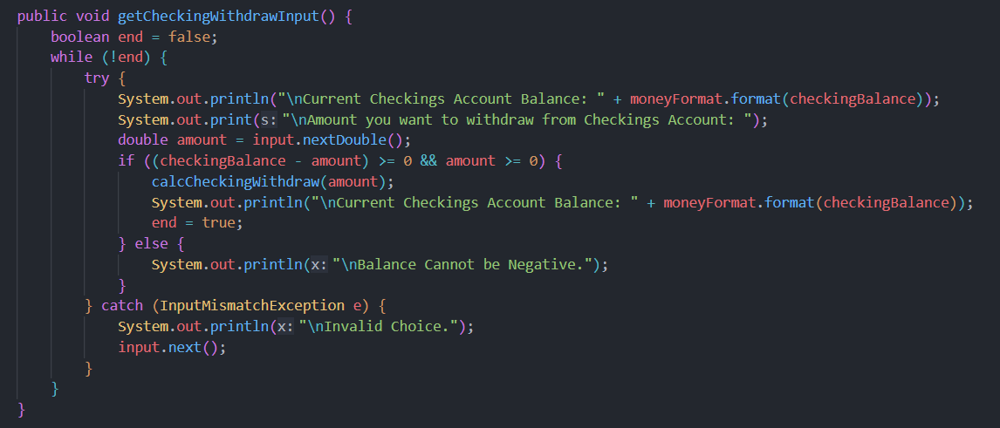 public void getCheckingWithdrawInput() {
    boolean end = false;
    while (!end) {
        try {
            System.out.println("\nCurrent Checkings Account Balance: " + moneyFormat.format(checkingBalance));
            System.out.print(s: "\nAmount you want to withdraw from Checkings Account: ");
            double amount = input.nextDouble();
            if ((checkingBalance - amount) >= 0 && amount >= 0) {
                calcCheckingWithdraw(amount);
                System.out.println("\nCurrent Checkings Account Balance: " + moneyFormat.format(checkingBalance));
                end = true;
            } else {
                System.out.println(x: "\nBalance Cannot be Negative.");
            }
        } catch (InputMismatchException e) {
            System.out.println(x: "\nInvalid Choice.");
            input.next();
        }
    }
}